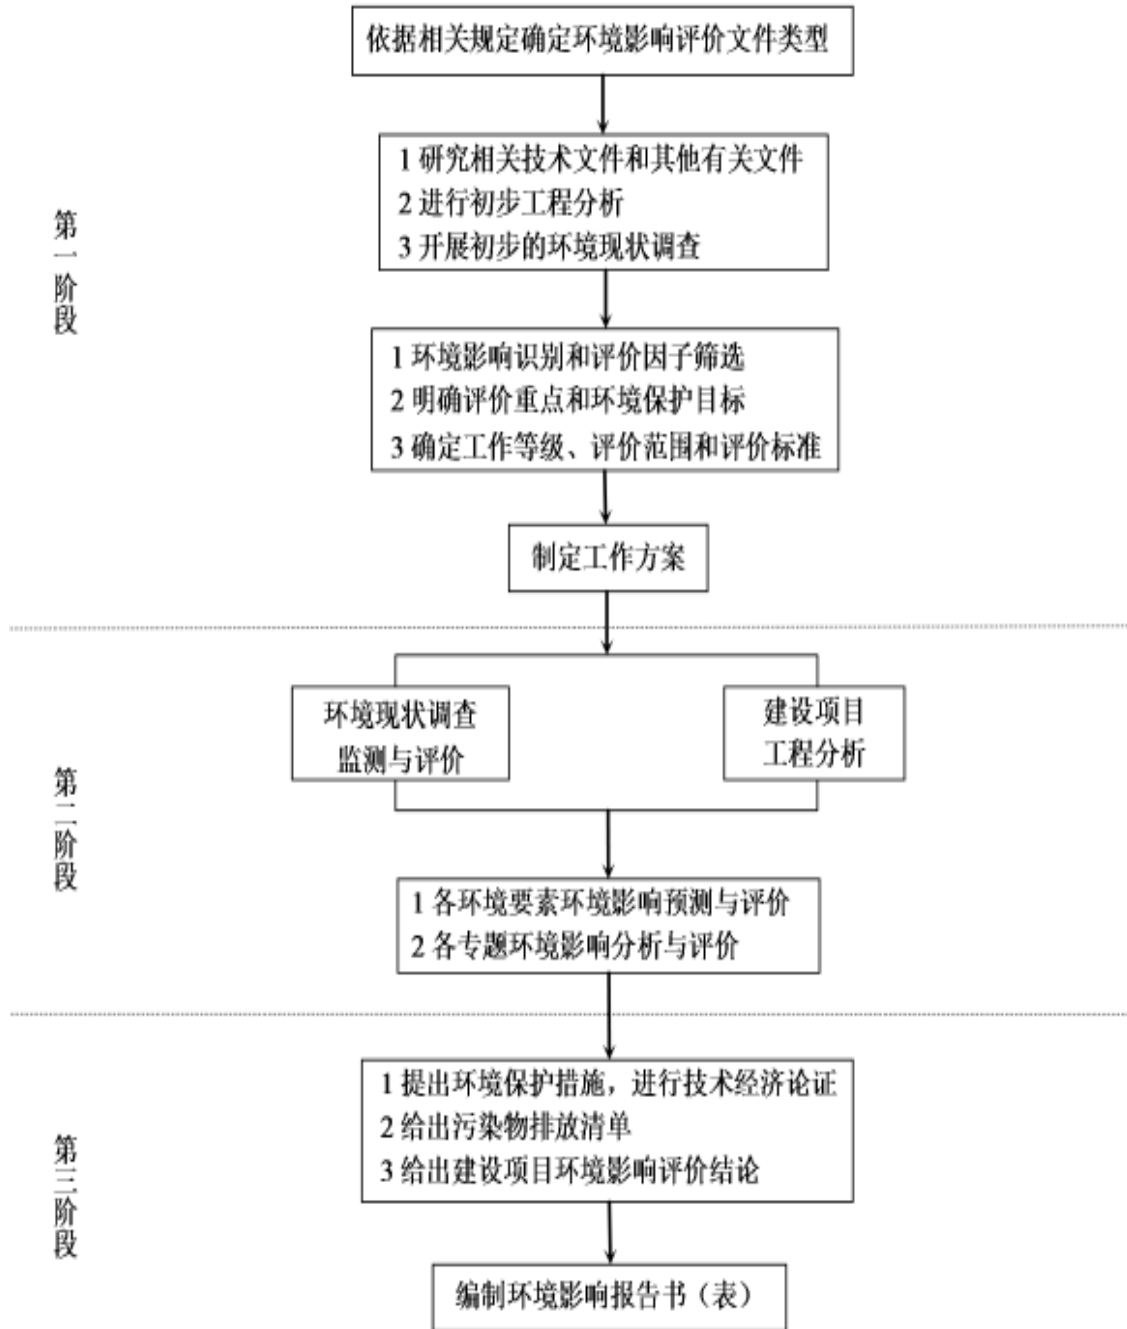 依据相关规定确定环境影响评价文件类型
1 研究相关技术文件和其他有关文件
2 进行初步工程分析
3 开展初步的环境现状调查
第一阶段
1 环境影响识别和评价因子筛选
2 明确评价重点和环境保护目标
3 确定工作等级、评价范围和评价标准
制定工作方案
环境现状调查
监测与评价
建设项目
工程分析
第二阶段
1 各环境要素环境影响预测与评价
2 各专题环境影响分析与评价
1 提出环境保护措施，进行技术经济论证
2 给出污染物排放清单
3 给出建设项目环境影响评价结论
第三阶段
编制环境影响报告书（表）